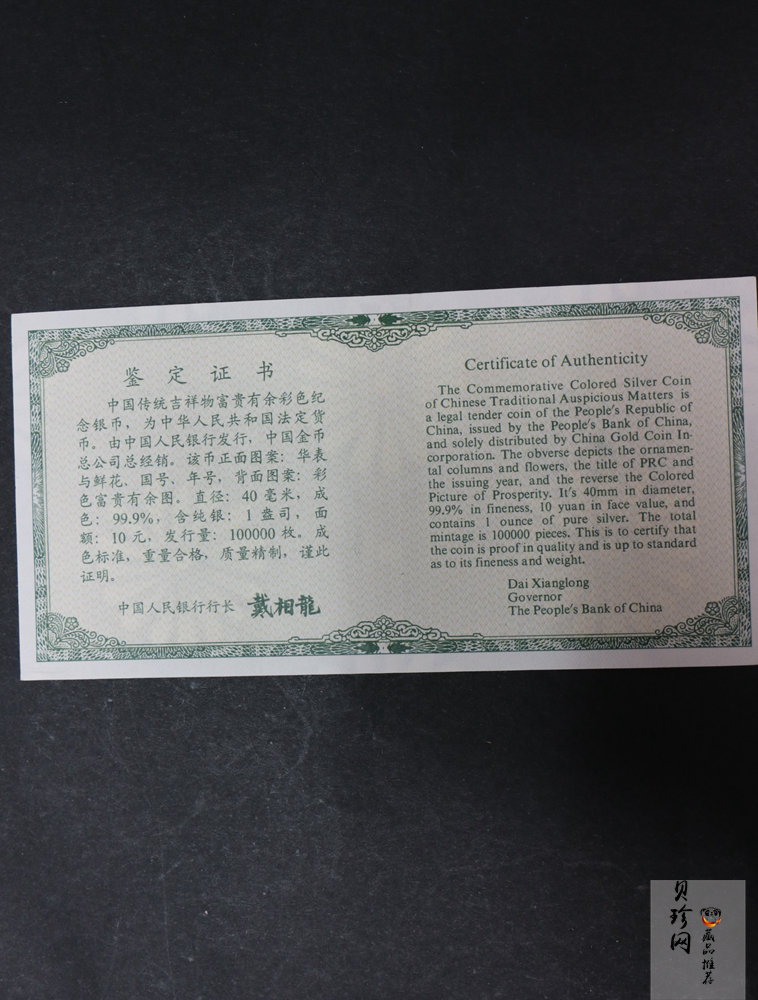 鉴定证书
中国传统吉祥物富贵有余彩色纪
念银币，为中华人民共和国法定货
币。由中国人民银行发行，中国金币
总公司总经销。该币正面图案：华表
与鲜花、国号、年号，背面图案：彩
色富贵有余图。直径：40毫米，成
色：99.9%，含纯银：1盎司，面
额：10元，发行量：100000枚。成
色标准，重量合格，质量精制，谨此
证明。
中国人民银行行长 戴相龍
Certificate of Authenticity
The Commemorative Colored Silver Coin
of Chinese Traditional Auspicious Matters is
a legal tender coin of the People's Republic of
China, issued by the People's Bank of China,
and solely distributed by China Gold Coin In-
corporation. The obverse depicts the ornamen-
tal columns and flowers, the title of PRC and
the issuing year, and the reverse the Colored
Picture of Prosperity. It's 40mm in diameter,
99.9% in fineness, 10 yuan in face value, and
contains 1 ounce of pure silver. The total
mintage is 100000 pieces. This is to certify that
the coin is proof in quality and is up to standard
as to its fineness and weight.
Dai Xianglong
Governor
The People's Bank of China
贝珍网
藏品推荐